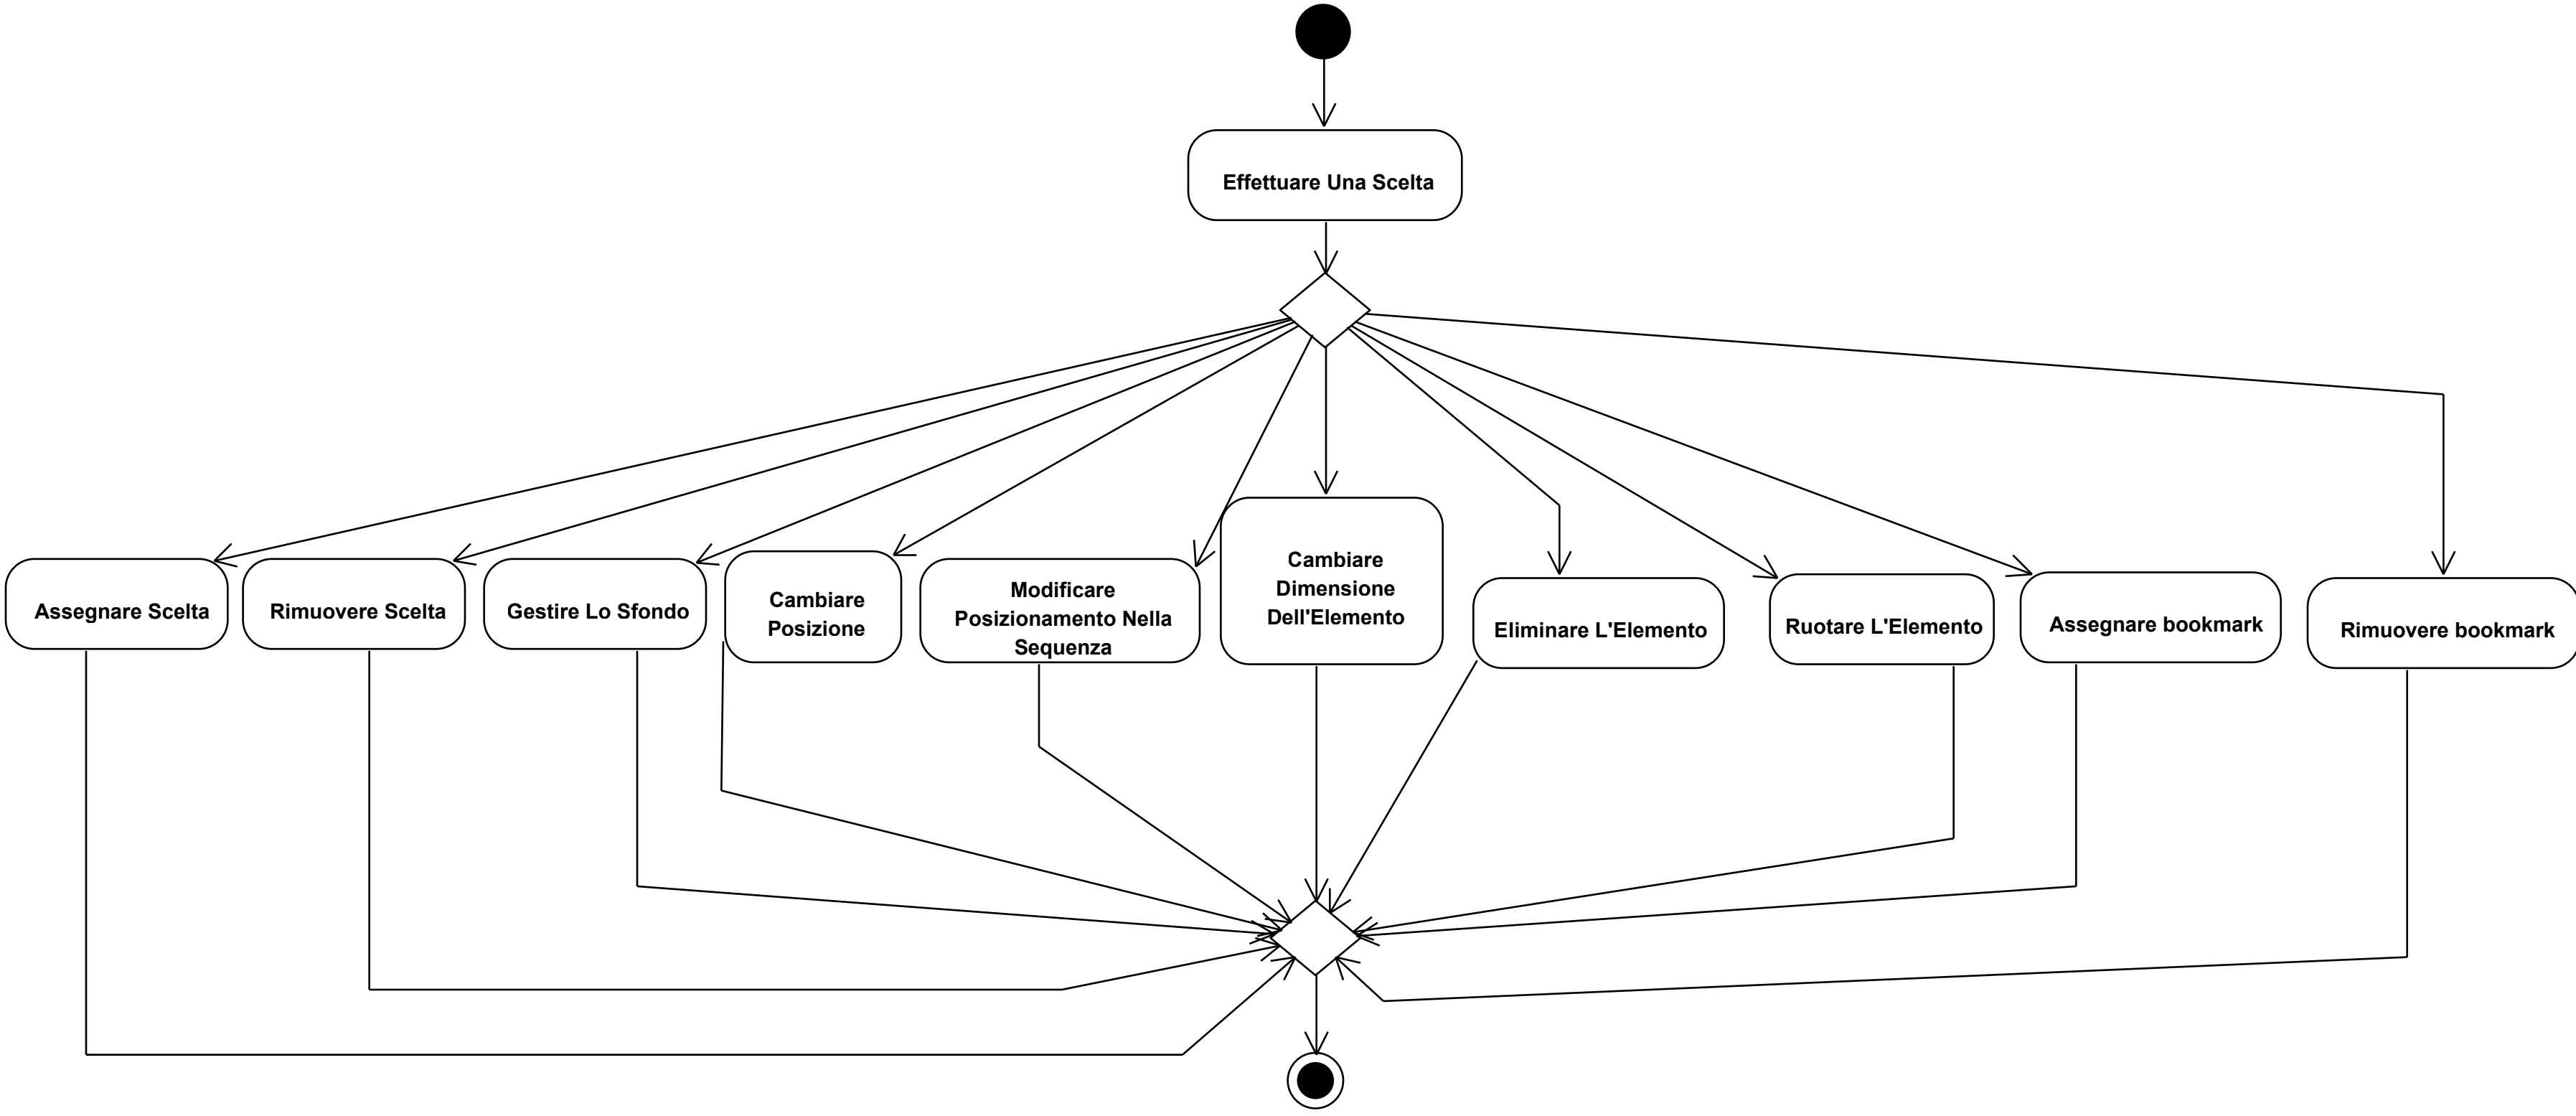 Effettuare Una Scelta
Assegnare Scelta
Rimuovere Scelta
Gestire Lo Sfondo
Cambiare
Posizione
Modificare
Posizionamento Nella
Sequenza
Cambiare
Dimensione
Dell'Elemento
Eliminare L'Elemento
Ruotare L'Elemento
Assegnare bookmark
Rimuovere bookmark